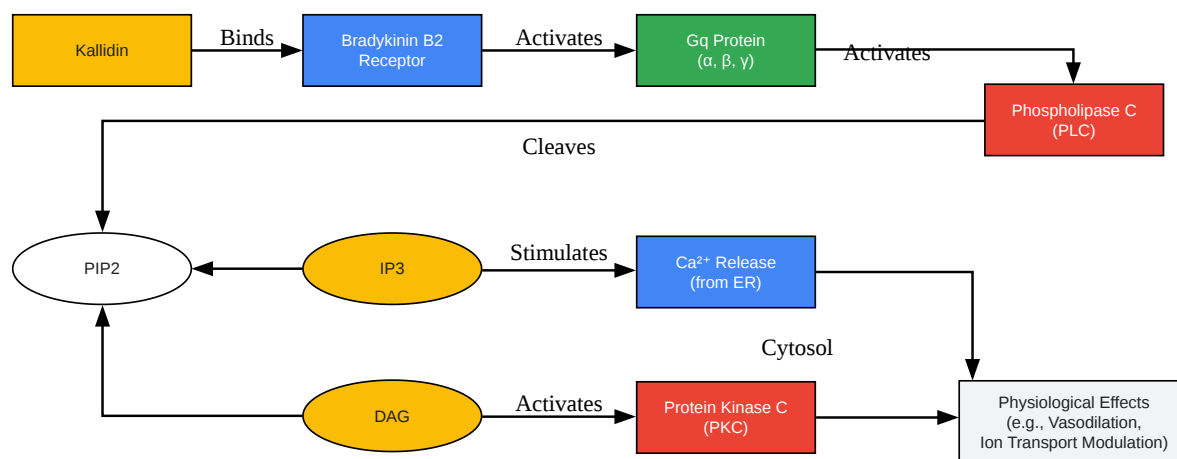 Kallidin
Binds
Bradykinin B2
Receptor
Activates
Gq Protein
(α, β, γ)
Activates
Phospholipase C
(PLC)
Cleaves
PIP2
IP3
Stimulates
Ca²⁺ Release
(from ER)
Cytosol
DAG
Activates
Protein Kinase C
(PKC)
Physiological Effects
(e.g., Vasodilation,
Ion Transport Modulation)